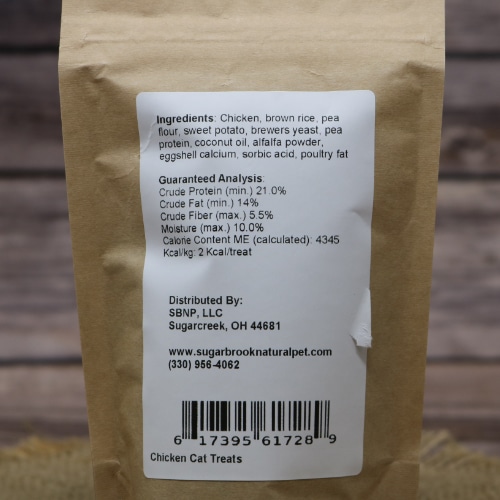 Ingredients: Chicken, brown rice, pea
flour, sweet potato, brewers yeast, pea
protein, coconut oil, alfalfa powder,
eggshell calcium, sorbic acid, poultry fat
Guaranteed Analysis:
Crude Protein (min.) 21.0%
Crude Fat (min.) 14%
Crude Fiber (max.) 5.5%
Moisture (max.) 10.0%
Calorie Content ME (calculated): 4345
Kcal/kg: 2 Kcal/treat
Distributed By:
SBNP, LLC
Sugarcreek, OH 44681
www.sugarbrooknaturalpet.com
(330) 956-4062
6 17395 61728 9
Chicken Cat Treats